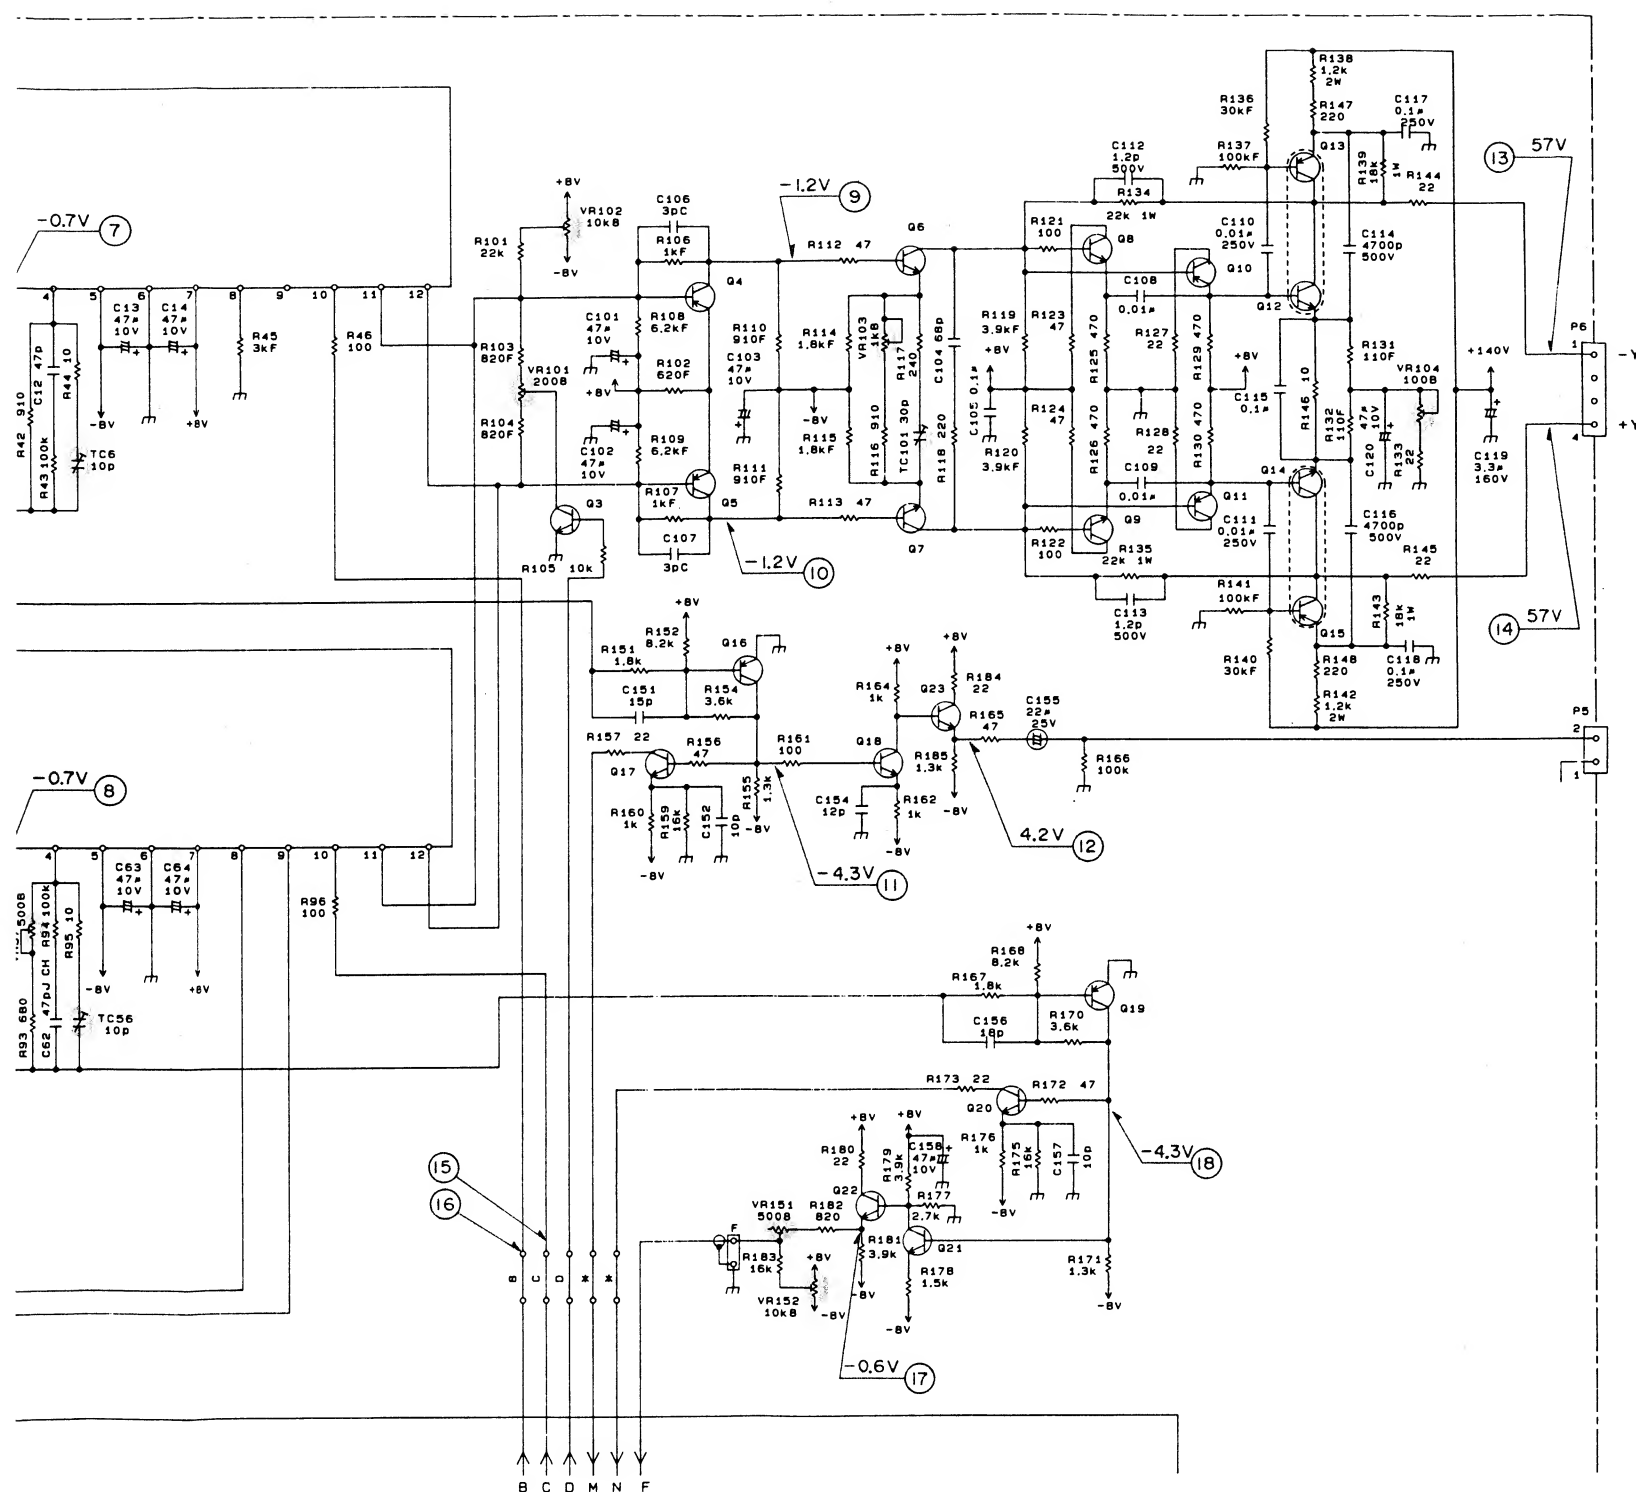 R138
1.2k
2W
R136
30kF
R147
220
C117
0.1µ
250V
R137
100kF
Q13
R139
18k
1W
R144
22
13
57V
C112
1.2p
500V
R134
22k 1W
-1.2V
9
+8V
VR102
10kB
-8V
C106
3pC
R106
1kF
-0.7V
7
R101
22k
R112 47
Q6
R121
100
Q8
C110
0.01µ
250V
C114
4700p
500V
Q4
Q10
4
5
6
7
8
9
10
11
12
C13
47µ
10V
C14
47µ
10V
C108
0.01µ
Q12
C12 47p
R44 10
R45
3kF
R46
100
R103
820F
C101
47µ
10V
R108
6.2kF
R110
910F
C103
47µ
10V
R114
1.8kF
VR103
1kB
R117
240
C104 68p
R119
3.9kF
+8V
R123
47
R125 470
R127
22
R129 470
+8V
R131
110F
P6
1
-Y
+140V
VR101
200B
R102
620F
+8V
VR104
100B
R42 910
R43 100k
-8V
+8V
R104
820F
-8V
R115
1.8kF
R116 910
TC101 30p
R118 220
C105 0.1µ
R124
47
R126 470
R128
22
R130 470
C115
0.1µ
R146 10
R132
110F
47µ
10V
C120
R133
22
C119
3.3µ
160V
4
+Y
TC6
10p
C102
47µ
10V
R109
6.2kF
R111
910F
R120
3.9kF
C109
0.01µ
Q14
R107
1kF
Q5
Q3
R113 47
Q7
R122
100
Q9
Q11
C111
0.01µ
250V
C116
4700p
500V
C107
3pC
R105 10k
-1.2V
10
R135
22k 1W
R145
22
C113
1.2p
500V
R141
100kF
R143
18k
1W
14
57V
Q15
+8V
R152
8.2k
Q16
R151
1.8k
C151
15p
R154
3.6k
+8V
R164
1k
+8V
Q23
R184
22
R140
30kF
R148
220
C118
0.1µ
250V
R142
1.2k
2W
C155
22µ
25V
R165
47
P5
2
1
R157 22
R156
47
R161
100
Q17
Q18
R185
1.3k
R166
100k
-0.7V
8
R160
1k
R159
16k
C152
10p
R155
1.3k
-8V
C154
12p
R162
1k
-8V
4.2V
12
-8V
-8V
-4.3V
11
4
5
6
7
8
9
10
11
12
C63
47µ
10V
C64
47µ
10V
500B
R94 100k
R95 10
R96
100
-8V
+8V
+8V
R168
8.2k
R167
1.8k
Q19
R93 680
C62 47pJ CH
TC56
10p
C156
18p
R170
3.6k
R173 22
R172 47
Q20
+8V
+8V
R180
22
R179
3.9k
C158
47µ
10V
R176
1k
R175
16k
C157
10p
-4.3V
18
15
16
Q22
R177
2.7k
-8V
VR151
500B
R182
820
F
R181
3.9k
Q21
R183
16k
+8V
R178
1.5k
R171
1.3k
B
C
D
*
*
VR152
10kB
-8V
-8V
-8V
-8V
-0.6V
17
B
C
D
M
N
F